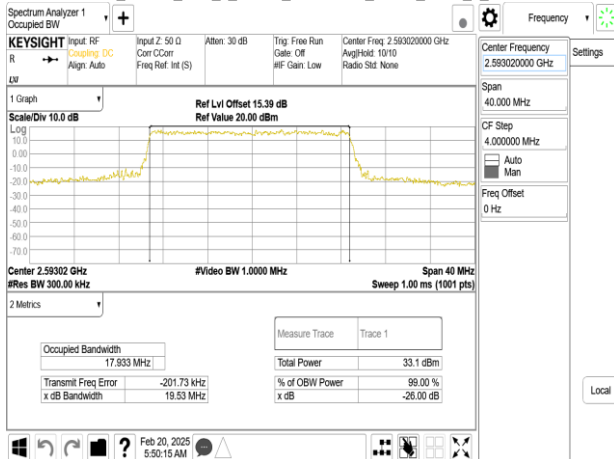 Spectrum Analyzer 1
Occupied BW
Frequency
KEYSIGHT
R
LXI
Input: RF
Coupling: DC
Align: Auto
Input Z: 50 Ω
Corr CCorr
Freq Ref: Int (S)
Atten: 30 dB
Trig: Free Run
Gate: Off
#IF Gain: Low
Center Freq: 2.593020000 GHz
Avg|Hold: 10/10
Radio Std: None
Center Frequency
2.593020000 GHz
Settings
Span
40.000 MHz
CF Step
4.000000 MHz
Auto
Man
Freq Offset
0 Hz
Local
1 Graph
Scale/Div 10.0 dB
Ref Lvl Offset 15.39 dB
Ref Value 20.00 dBm
Log
10.0
0.00
-10.0
-20.0
-30.0
-40.0
-50.0
-60.0
-70.0
Center 2.59302 GHz
#Res BW 300.00 kHz
#Video BW 1.0000 MHz
Span 40 MHz
Sweep 1.00 ms (1001 pts)
2 Metrics
Measure Trace Trace 1
Occupied Bandwidth
17.933 MHz
Total Power 33.1 dBm
Transmit Freq Error -201.73 kHz
% of OBW Power 99.00 %
x dB Bandwidth 19.53 MHz
x dB -26.00 dB
?
Feb 20, 2025
5:50:15 AM